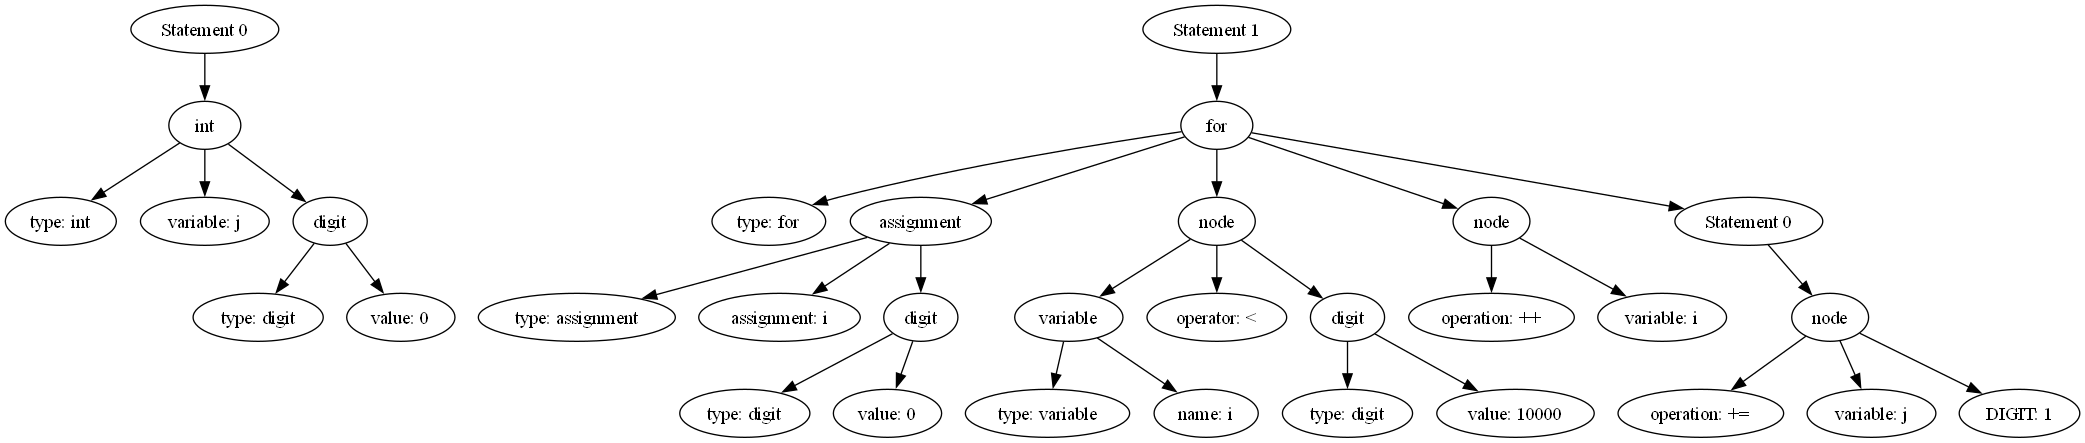 Statement 0
Statement 1
int
for
type: int
variable: j
digit
type: for
assignment
node
node
Statement 0
type: digit
value: 0
type: assignment
assignment: i
digit
variable
operator: <
digit
operation: ++
variable: i
node
type: digit
value: 0
type: variable
name: i
type: digit
value: 10000
operation: +=
variable: j
DIGIT: 1